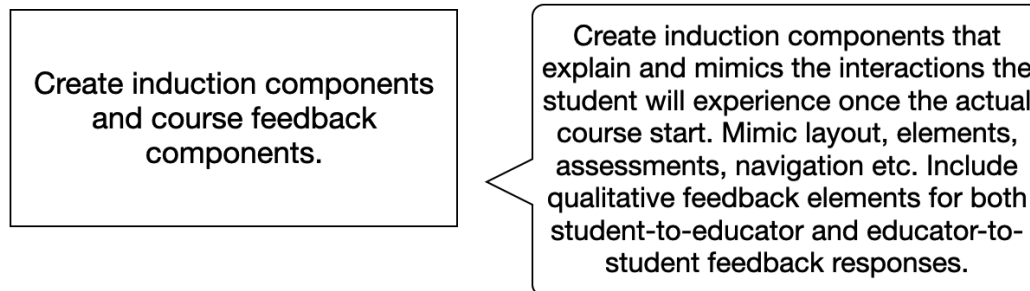 Create induction components
and course feedback
components.
Create induction components that
explain and mimics the interactions the
student will experience once the actual
course start. Mimic layout, elements,
assessments, navigation etc. Include
qualitative feedback elements for both
student-to-educator and educator-to-
student feedback responses.